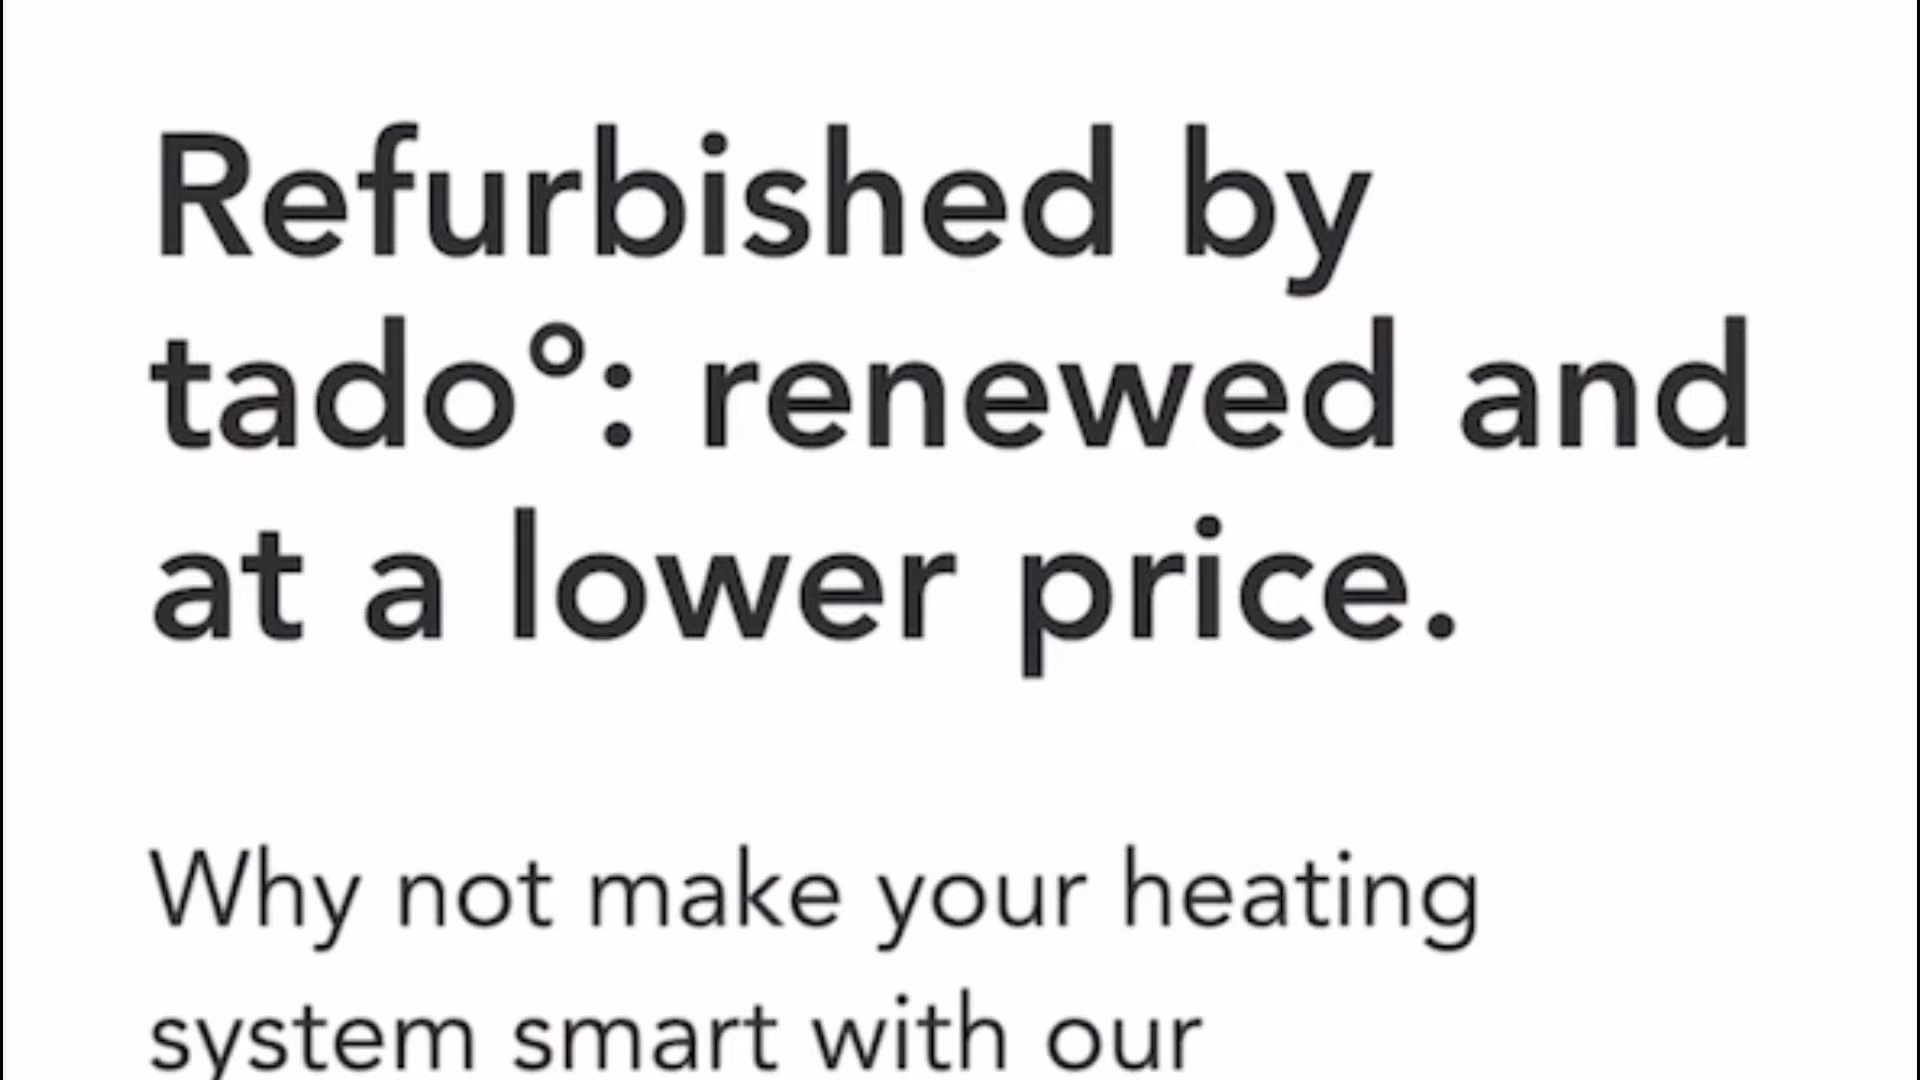 Refurbished by
tado°: renewed and
at a lower price.
Why not make your heating
system smart with our